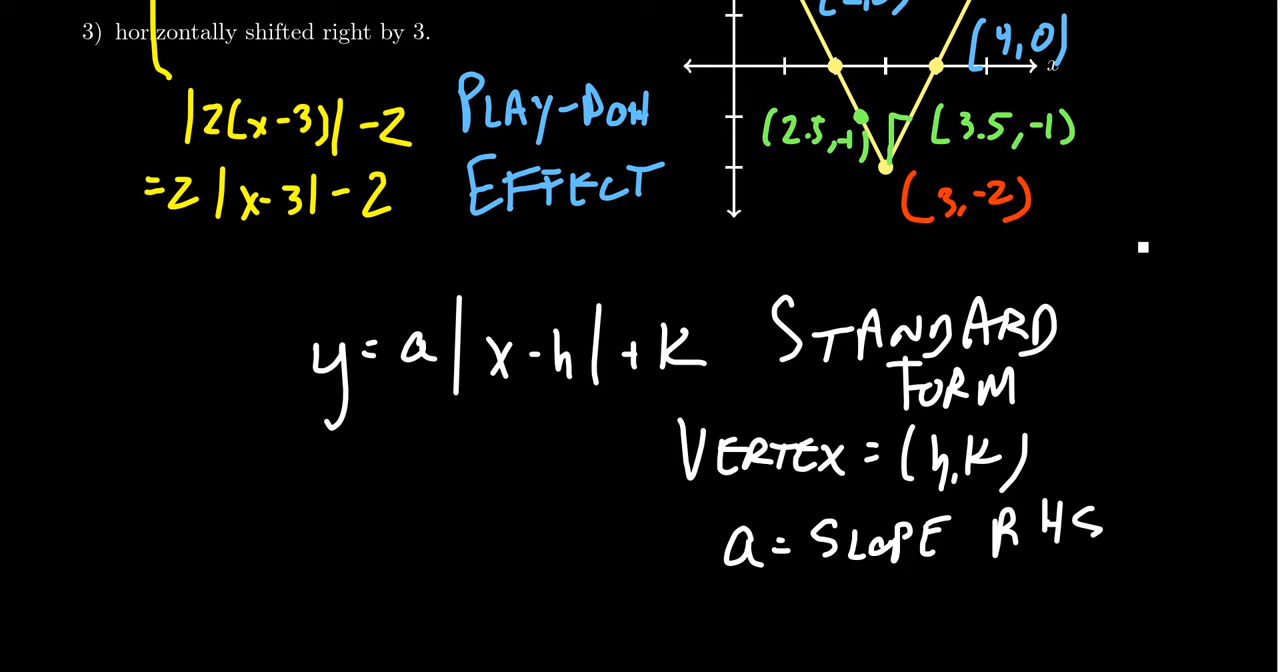 3) horizontally shifted right by 3.
(4,0)
x
|2(x-3)| -2
PLAY-DOH
(2.5,-1)
(3.5,-1)
=2|x-3| - 2
EFFECT
(3,-2)
y = a|x-h| + k
STANDARD
FORM
VERTEX = (h,k)
a = SLOPE RHS